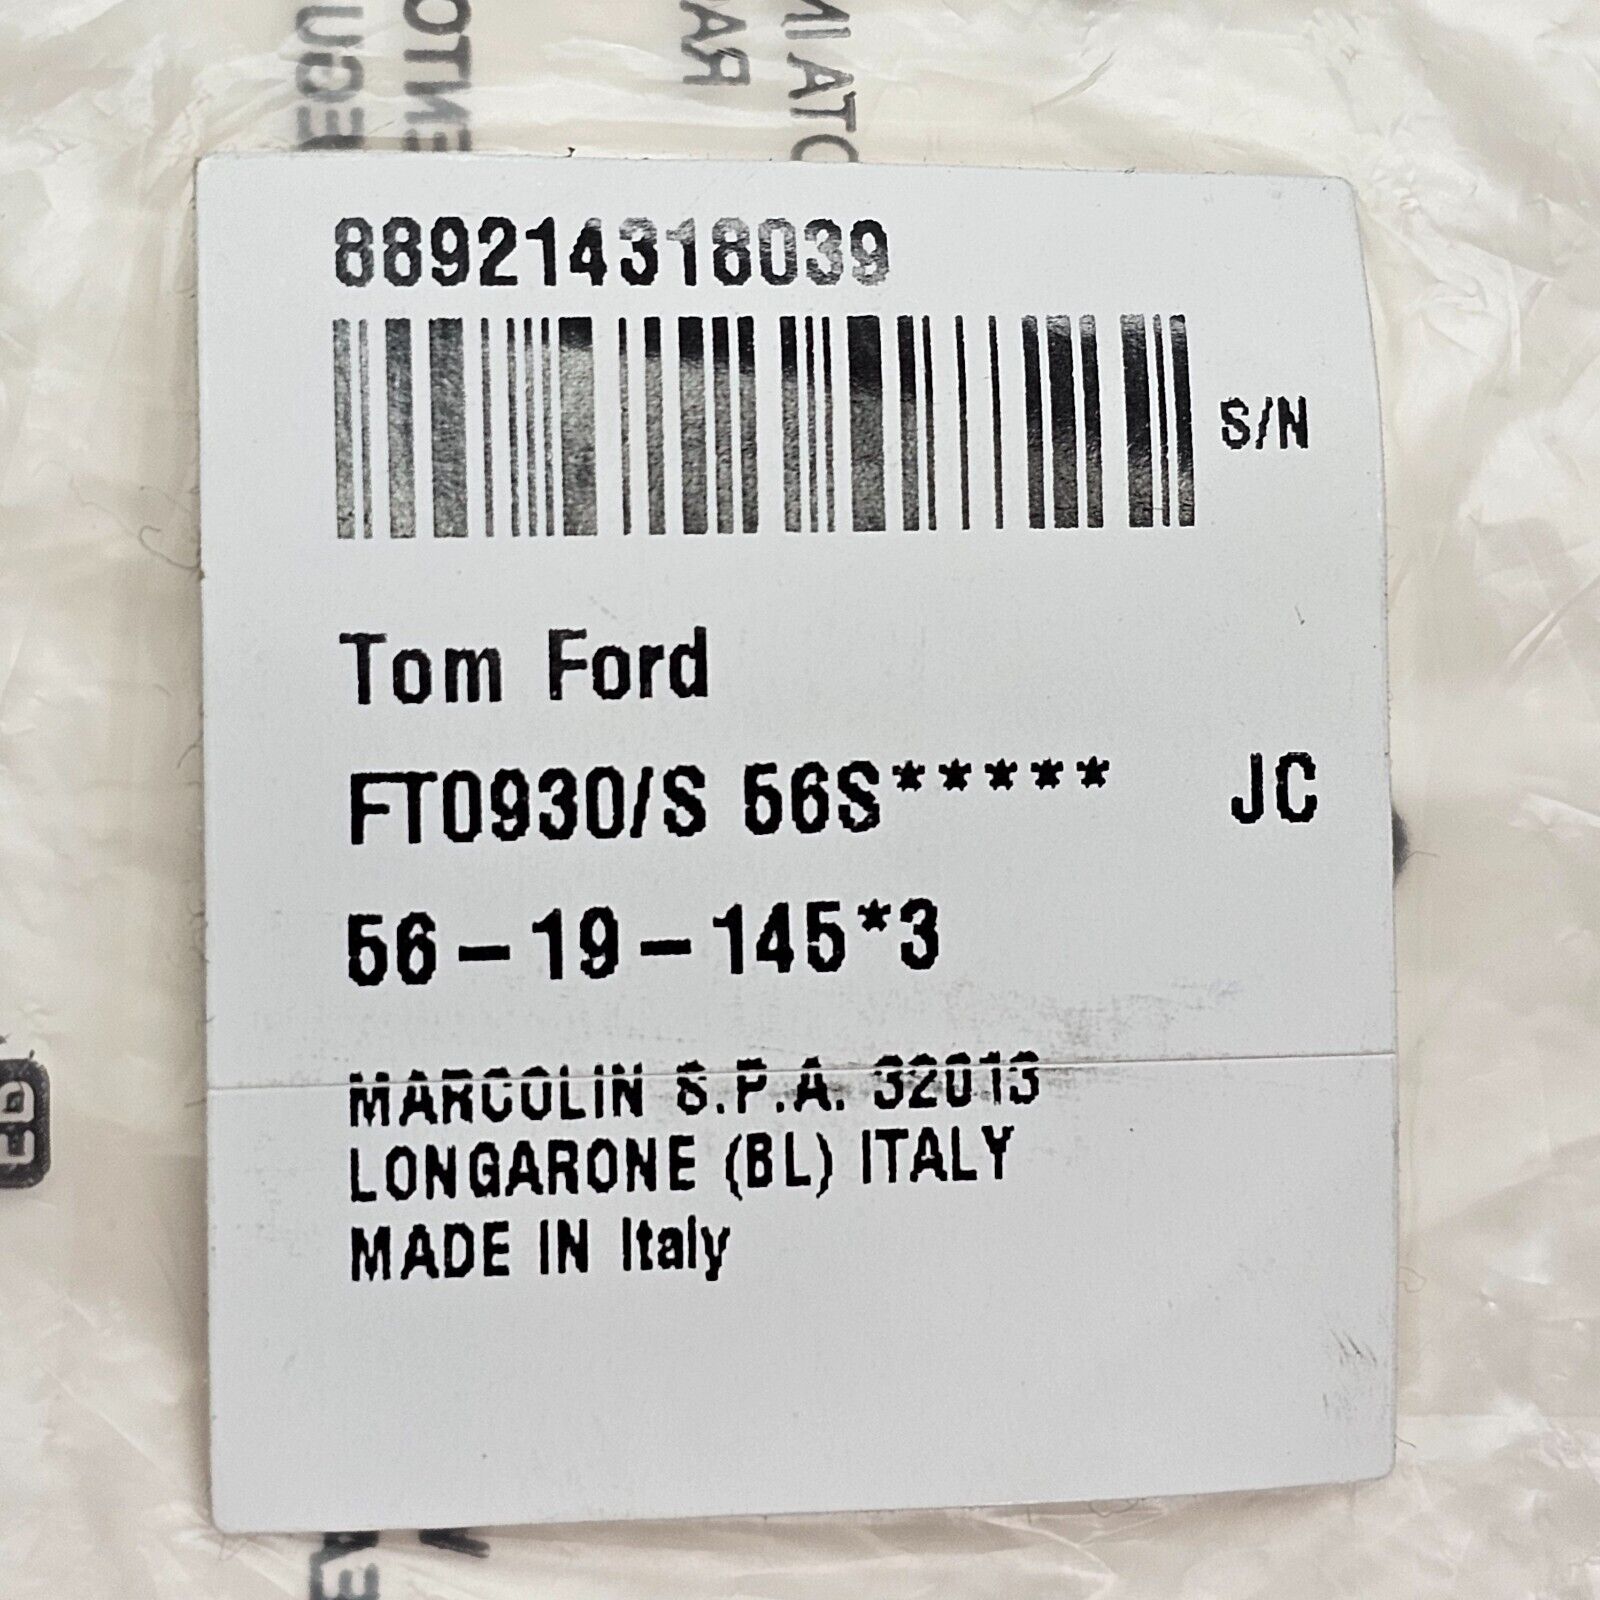 889214318039
S/N
Tom Ford
FT0930/S 56S***** JC
56-19-145*3
MARCOLIN S.P.A. 32013
LONGARONE (BL) ITALY
MADE IN Italy